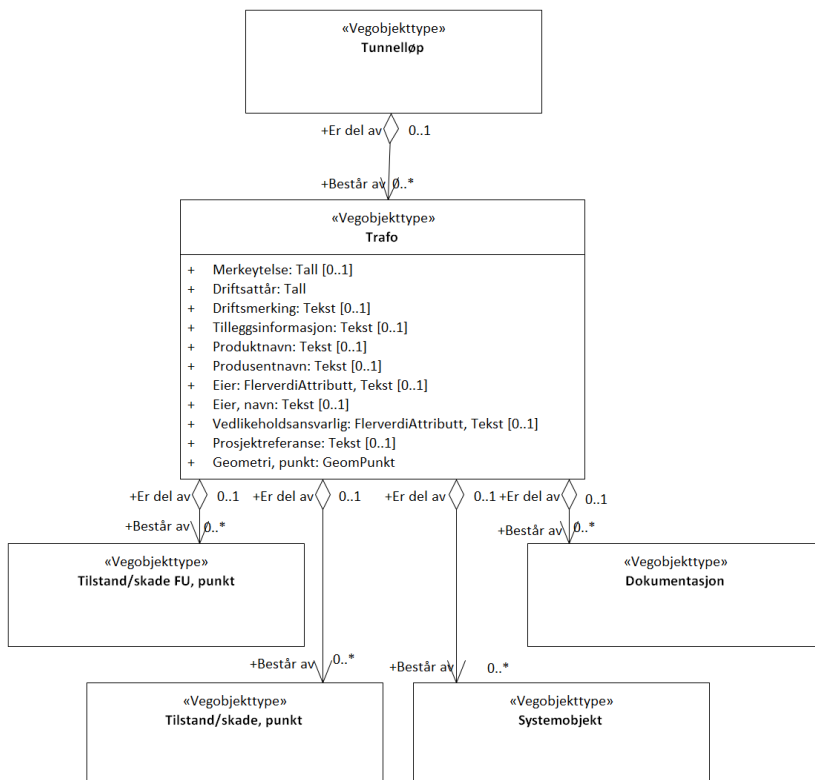 «Vegobjekttype»
Tunnelløp
+Er del av 0..1
+Består av 0..*
«Vegobjekttype»
Trafo
+ Merkeytelse: Tall [0..1]
+ Driftsattår: Tall
+ Driftsmerking: Tekst [0..1]
+ Tilleggsinformasjon: Tekst [0..1]
+ Produktnavn: Tekst [0..1]
+ Produsentnavn: Tekst [0..1]
+ Eier: FlerverdiAttributt, Tekst [0..1]
+ Eier, navn: Tekst [0..1]
+ Vedlikeholdsansvarlig: FlerverdiAttributt, Tekst [0..1]
+ Prosjektreferanse: Tekst [0..1]
+ Geometri, punkt: GeomPunkt
+Er del av 0..1 +Er del av 0..1 +Er del av 0..1 +Er del av 0..1
+Består av 0..* +Består av 0..*
«Vegobjekttype» «Vegobjekttype»
Tilstand/skade FU, punkt Dokumentasjon
+Består av 0..* +Består av 0..*
«Vegobjekttype» «Vegobjekttype»
Tilstand/skade, punkt Systemobjekt